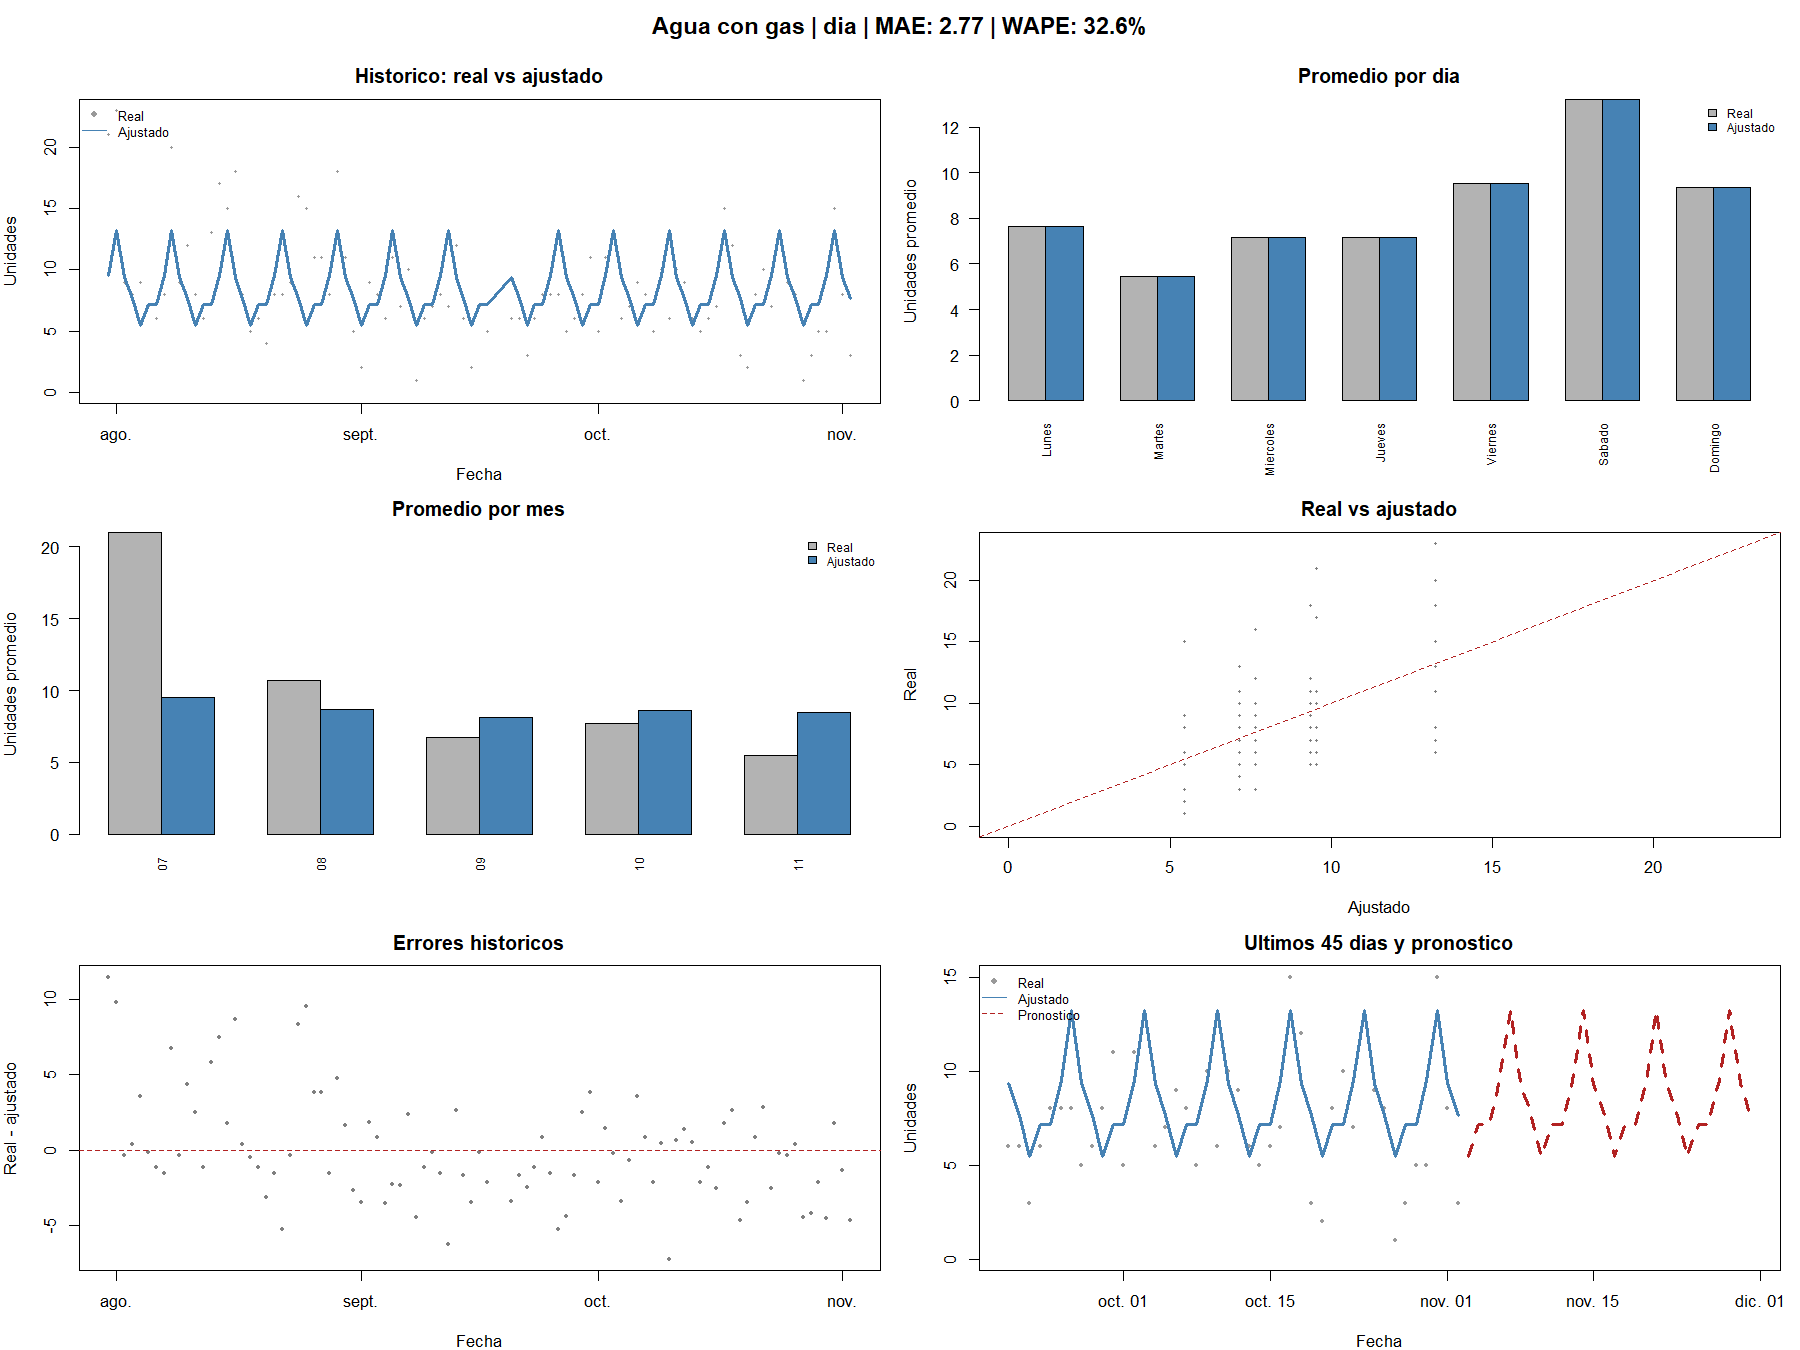 Agua con gas | dia | MAE: 2.77 | WAPE: 32.6%
Historico: real vs ajustado
Real
Ajustado
Unidades
20
15
10
5
0
ago.
sept.
oct.
nov.
Fecha
Promedio por dia
Real
Ajustado
Unidades promedio
12
10
8
6
4
2
0
Lunes
Martes
Miercoles
Jueves
Viernes
Sabado
Domingo
Promedio por mes
Real
Ajustado
Unidades promedio
20
15
10
5
0
07
08
09
10
11
Real vs ajustado
Real
20
15
10
5
0
0
5
10
15
20
Ajustado
Errores historicos
Real - ajustado
10
5
0
-5
ago.
sept.
oct.
nov.
Fecha
Ultimos 45 dias y pronostico
Real
Ajustado
Pronostico
Unidades
15
10
5
0
oct. 01
oct. 15
nov. 01
nov. 15
dic. 01
Fecha